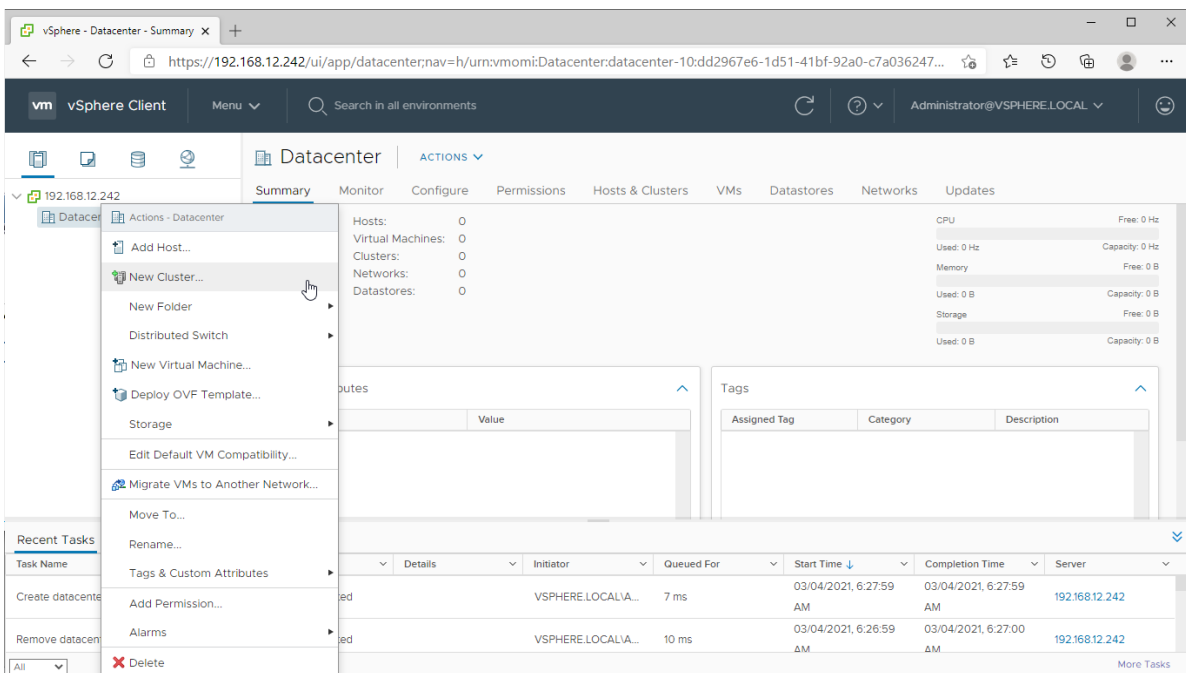 vSphere - Datacenter - Summary
https://192.168.12.242/ui/app/datacenter;nav=h/urn:vmomi:Datacenter:datacenter-10:dd2967e6-1d51-41bf-92a0-c7a036247...
vm vSphere Client Menu Search in all environments Administrator@VSPHERE.LOCAL
Datacenter ACTIONS
192.168.12.242
Summary Monitor Configure Permissions Hosts & Clusters VMs Datastores Networks Updates
Datacen
Actions - Datacenter
Add Host...
New Cluster...
New Folder
Distributed Switch
New Virtual Machine...
Deploy OVF Template...
Storage
Edit Default VM Compatibility...
Migrate VMs to Another Network...
Move To...
Rename...
Tags & Custom Attributes
Add Permission...
Alarms
Delete
Hosts: 0
Virtual Machines: 0
Clusters: 0
Networks: 0
Datastores: 0
CPU Free: 0 Hz
Used: 0 Hz Capacity: 0 Hz
Memory Free: 0 B
Used: 0 B Capacity: 0 B
Storage Free: 0 B
Used: 0 B Capacity: 0 B
butes
Value
Tags
Assigned Tag Category Description
Recent Tasks
Task Name Details Initiator Queued For Start Time ↓ Completion Time Server
Create datacente ted VSPHERE.LOCAL\A... 7 ms 03/04/2021, 6:27:59 AM 03/04/2021, 6:27:59 AM 192.168.12.242
Remove datacen ted VSPHERE.LOCAL\A... 10 ms 03/04/2021, 6:26:59 AM 03/04/2021, 6:27:00 AM 192.168.12.242
All More Tasks